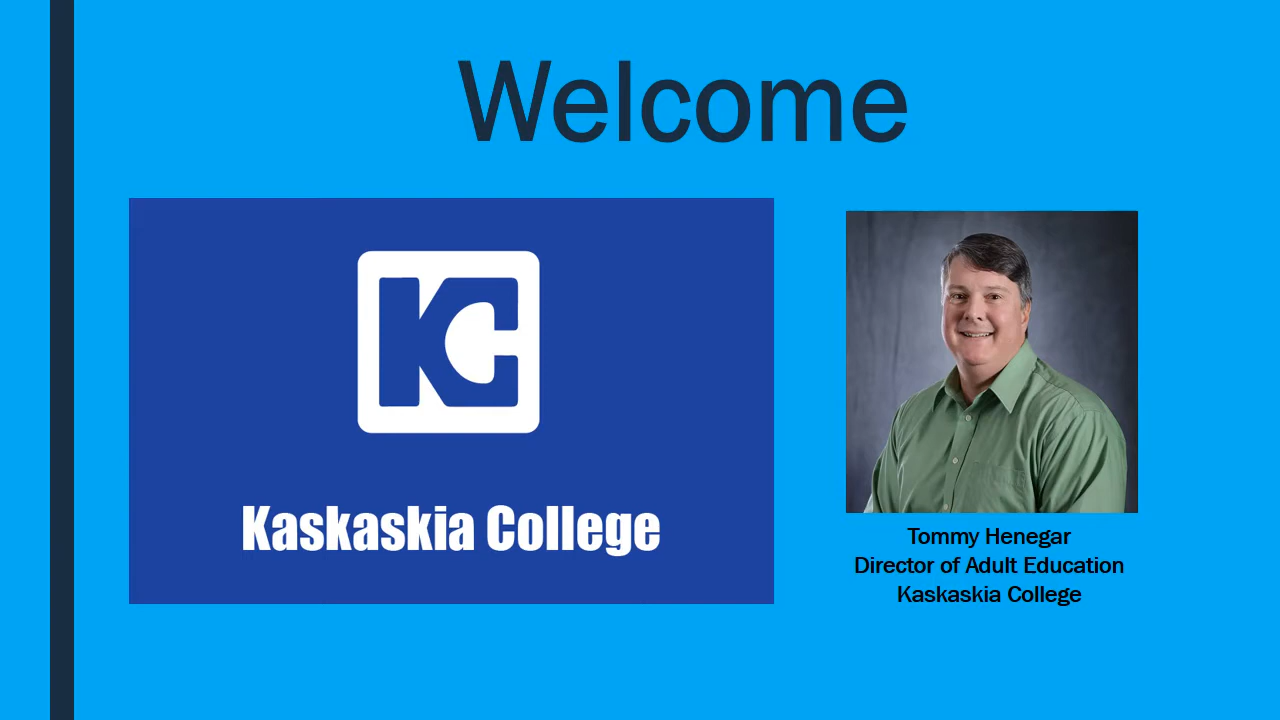 Welcome
KC
Kaskaskia College
Tommy Henegar
Director of Adult Education
Kaskaskia College